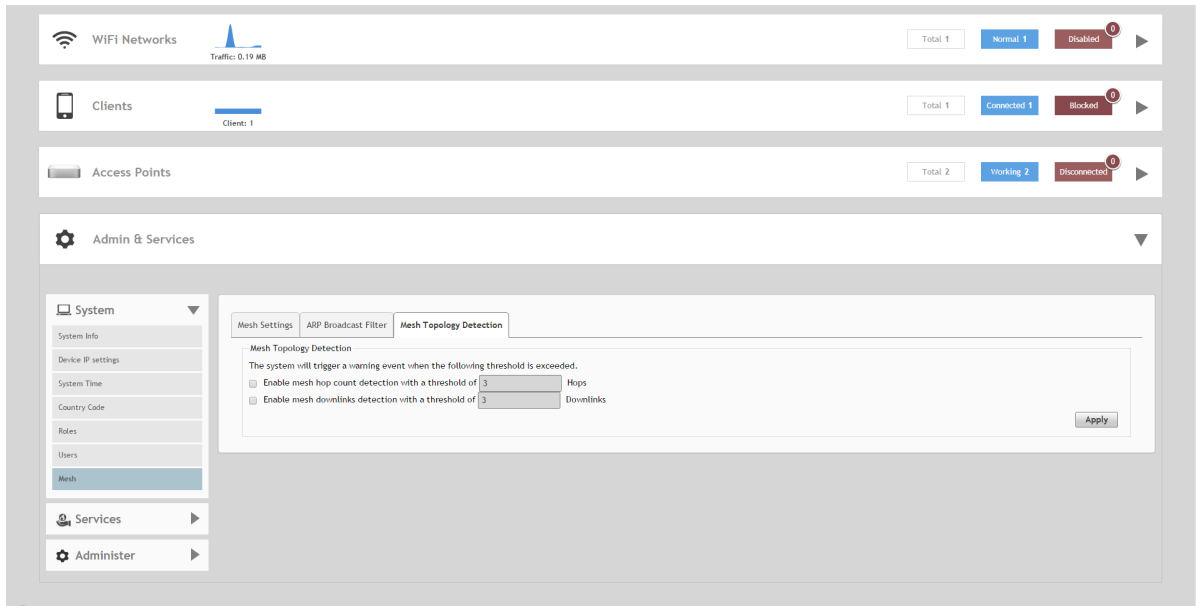 WiFi Networks
Traffic: 0.19 MB
Total 1
Normal 1
Disabled
0
Clients
Client: 1
Total 1
Connected 1
Blocked
0
Access Points
Total 2
Working 2
Disconnected
0
Admin & Services
System
System Info
Device IP settings
System Time
Country Code
Roles
Users
Mesh
Services
Administer
Mesh Settings
ARP Broadcast Filter
Mesh Topology Detection
Mesh Topology Detection
The system will trigger a warning event when the following threshold is exceeded.
Enable mesh hop count detection with a threshold of 3 Hops
Enable mesh downlinks detection with a threshold of 3 Downlinks
Apply